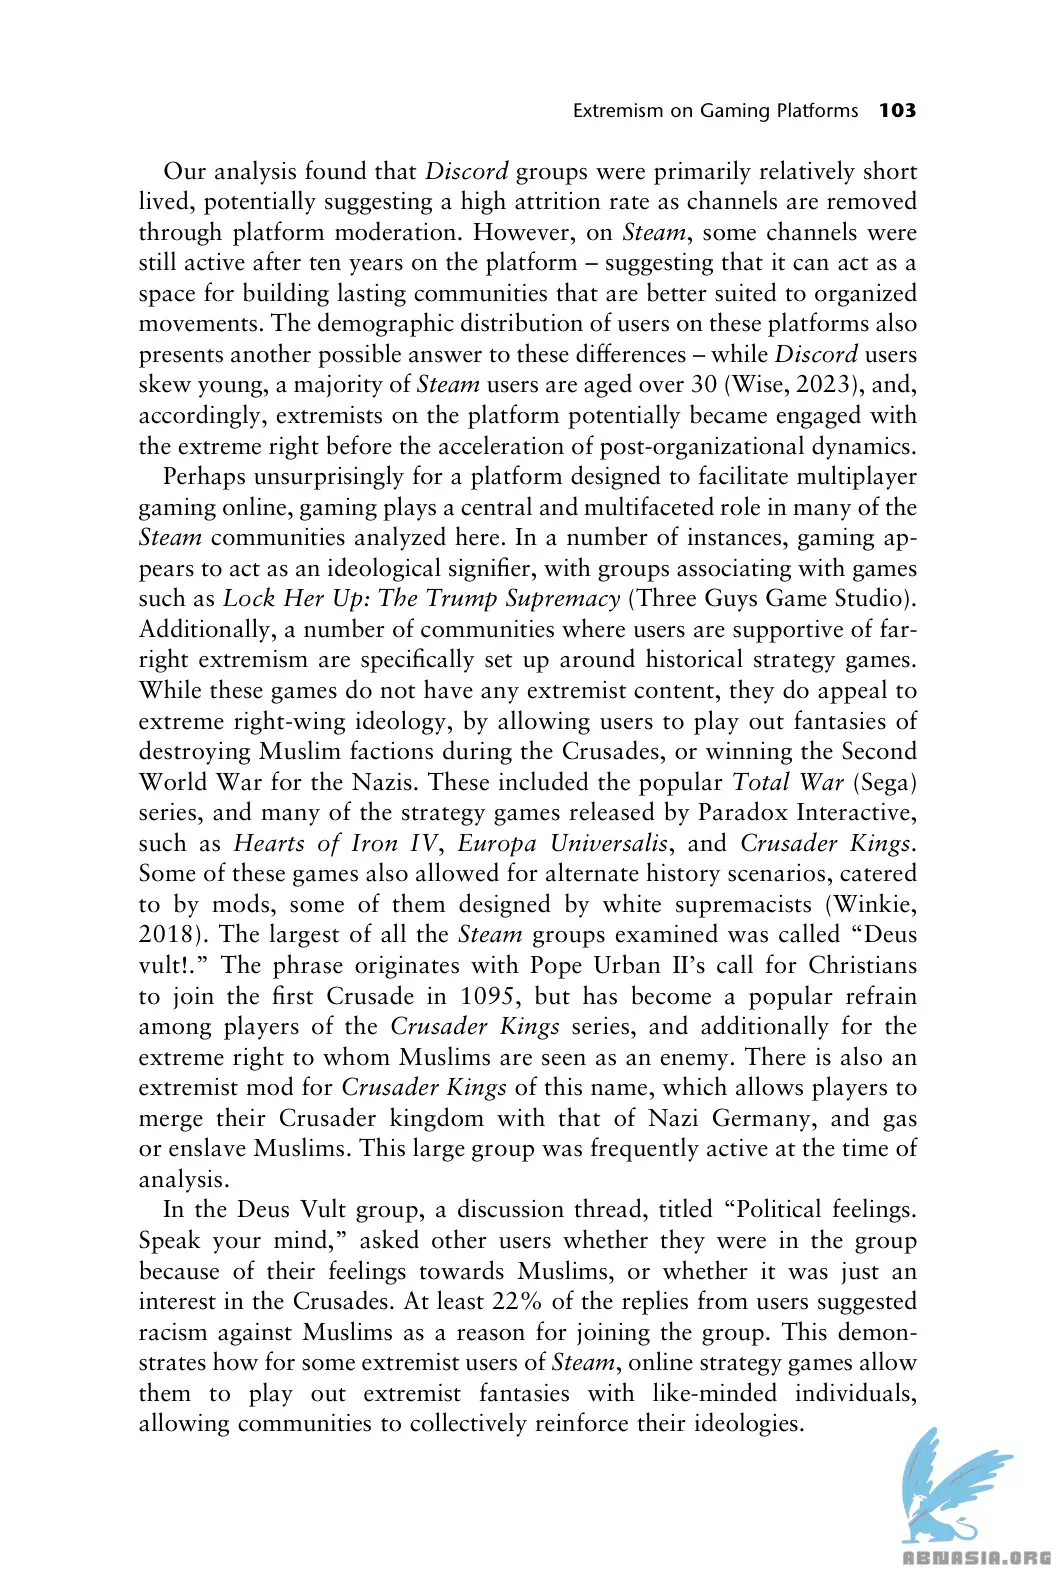 Extremism on Gaming Platforms 103
Our analysis found that Discord groups were primarily relatively short
lived, potentially suggesting a high attrition rate as channels are removed
through platform moderation. However, on Steam, some channels were
still active after ten years on the platform – suggesting that it can act as a
space for building lasting communities that are better suited to organized
movements. The demographic distribution of users on these platforms also
presents another possible answer to these differences – while Discord users
skew young, a majority of Steam users are aged over 30 (Wise, 2023), and,
accordingly, extremists on the platform potentially became engaged with
the extreme right before the acceleration of post-organizational dynamics.
Perhaps unsurprisingly for a platform designed to facilitate multiplayer
gaming online, gaming plays a central and multifaceted role in many of the
Steam communities analyzed here. In a number of instances, gaming ap-
pears to act as an ideological signifier, with groups associating with games
such as Lock Her Up: The Trump Supremacy (Three Guys Game Studio).
Additionally, a number of communities where users are supportive of far-
right extremism are specifically set up around historical strategy games.
While these games do not have any extremist content, they do appeal to
extreme right-wing ideology, by allowing users to play out fantasies of
destroying Muslim factions during the Crusades, or winning the Second
World War for the Nazis. These included the popular Total War (Sega)
series, and many of the strategy games released by Paradox Interactive,
such as Hearts of Iron IV, Europa Universalis, and Crusader Kings.
Some of these games also allowed for alternate history scenarios, catered
to by mods, some of them designed by white supremacists (Winkie,
2018). The largest of all the Steam groups examined was called “Deus
vult!.” The phrase originates with Pope Urban II’s call for Christians
to join the first Crusade in 1095, but has become a popular refrain
among players of the Crusader Kings series, and additionally for the
extreme right to whom Muslims are seen as an enemy. There is also an
extremist mod for Crusader Kings of this name, which allows players to
merge their Crusader kingdom with that of Nazi Germany, and gas
or enslave Muslims. This large group was frequently active at the time of
analysis.
In the Deus Vult group, a discussion thread, titled “Political feelings.
Speak your mind,” asked other users whether they were in the group
because of their feelings towards Muslims, or whether it was just an
interest in the Crusades. At least 22% of the replies from users suggested
racism against Muslims as a reason for joining the group. This demon-
strates how for some extremist users of Steam, online strategy games allow
them to play out extremist fantasies with like-minded individuals,
allowing communities to collectively reinforce their ideologies.
ABNASIA.ORG